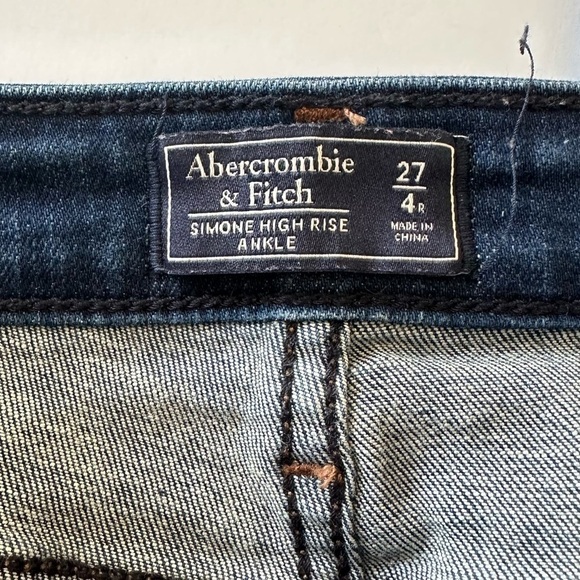 Abercrombie
& Fitch
SIMONE HIGH RISE
ANKLE
27
4R
MADE IN
CHINA